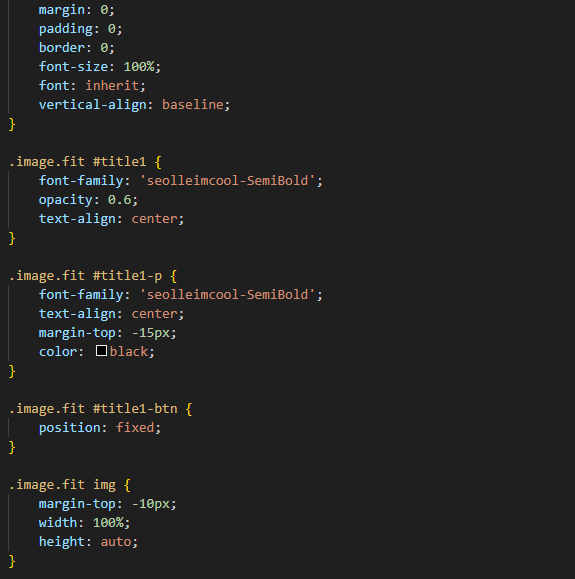 margin: 0;
padding: 0;
border: 0;
font-size: 100%;
font: inherit;
vertical-align: baseline;
}
.image.fit #title1 {
font-family: 'seolleimcool-SemiBold';
opacity: 0.6;
text-align: center;
}
.image.fit #title1-p {
font-family: 'seolleimcool-SemiBold';
text-align: center;
margin-top: -15px;
color: black;
}
.image.fit #title1-btn {
position: fixed;
}
.image.fit img {
margin-top: -10px;
width: 100%;
height: auto;
}